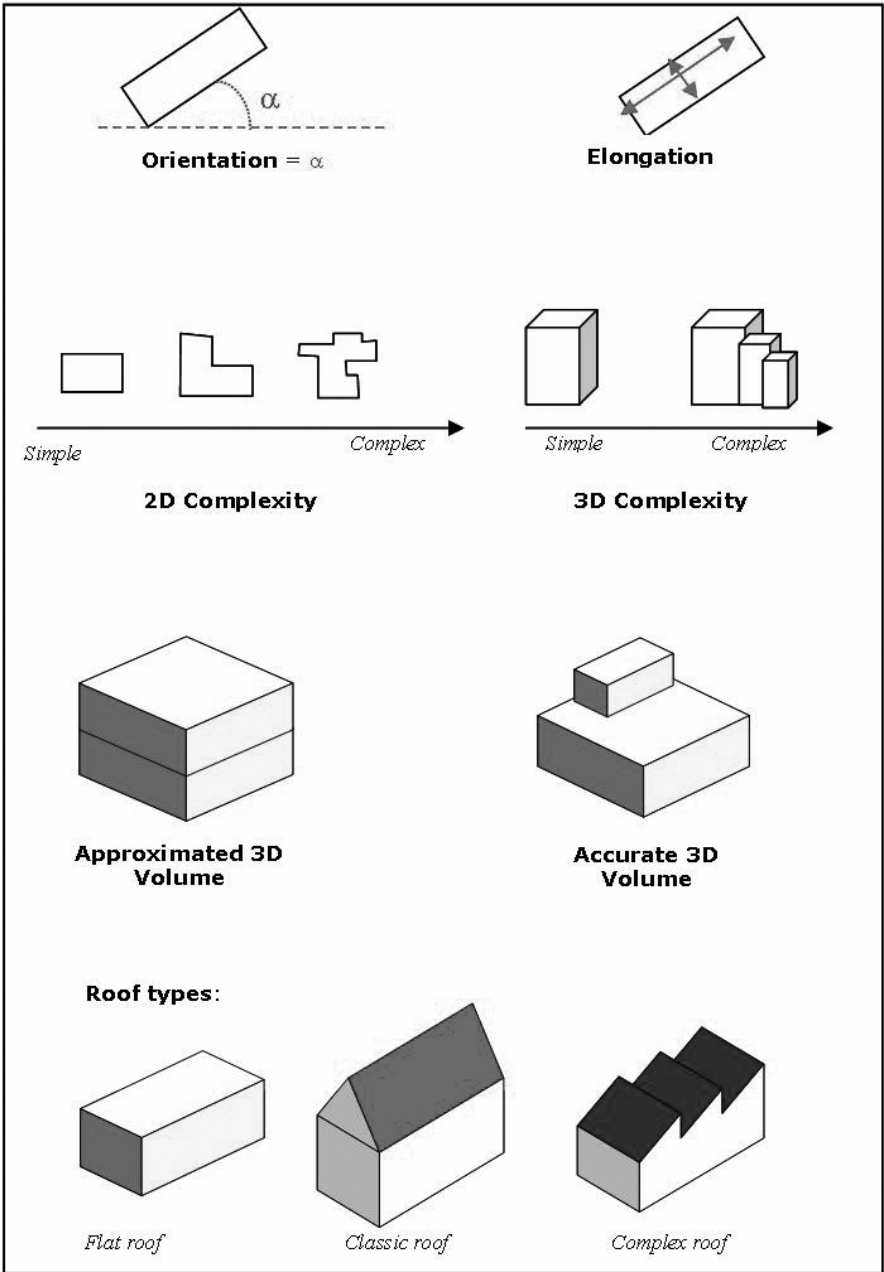 α
Orientation = α
Elongation
Simple
Complex
Simple
Complex
2D Complexity
3D Complexity
Approximated 3D
Volume
Accurate 3D
Volume
Roof types:
Flat roof
Classic roof
Complex roof